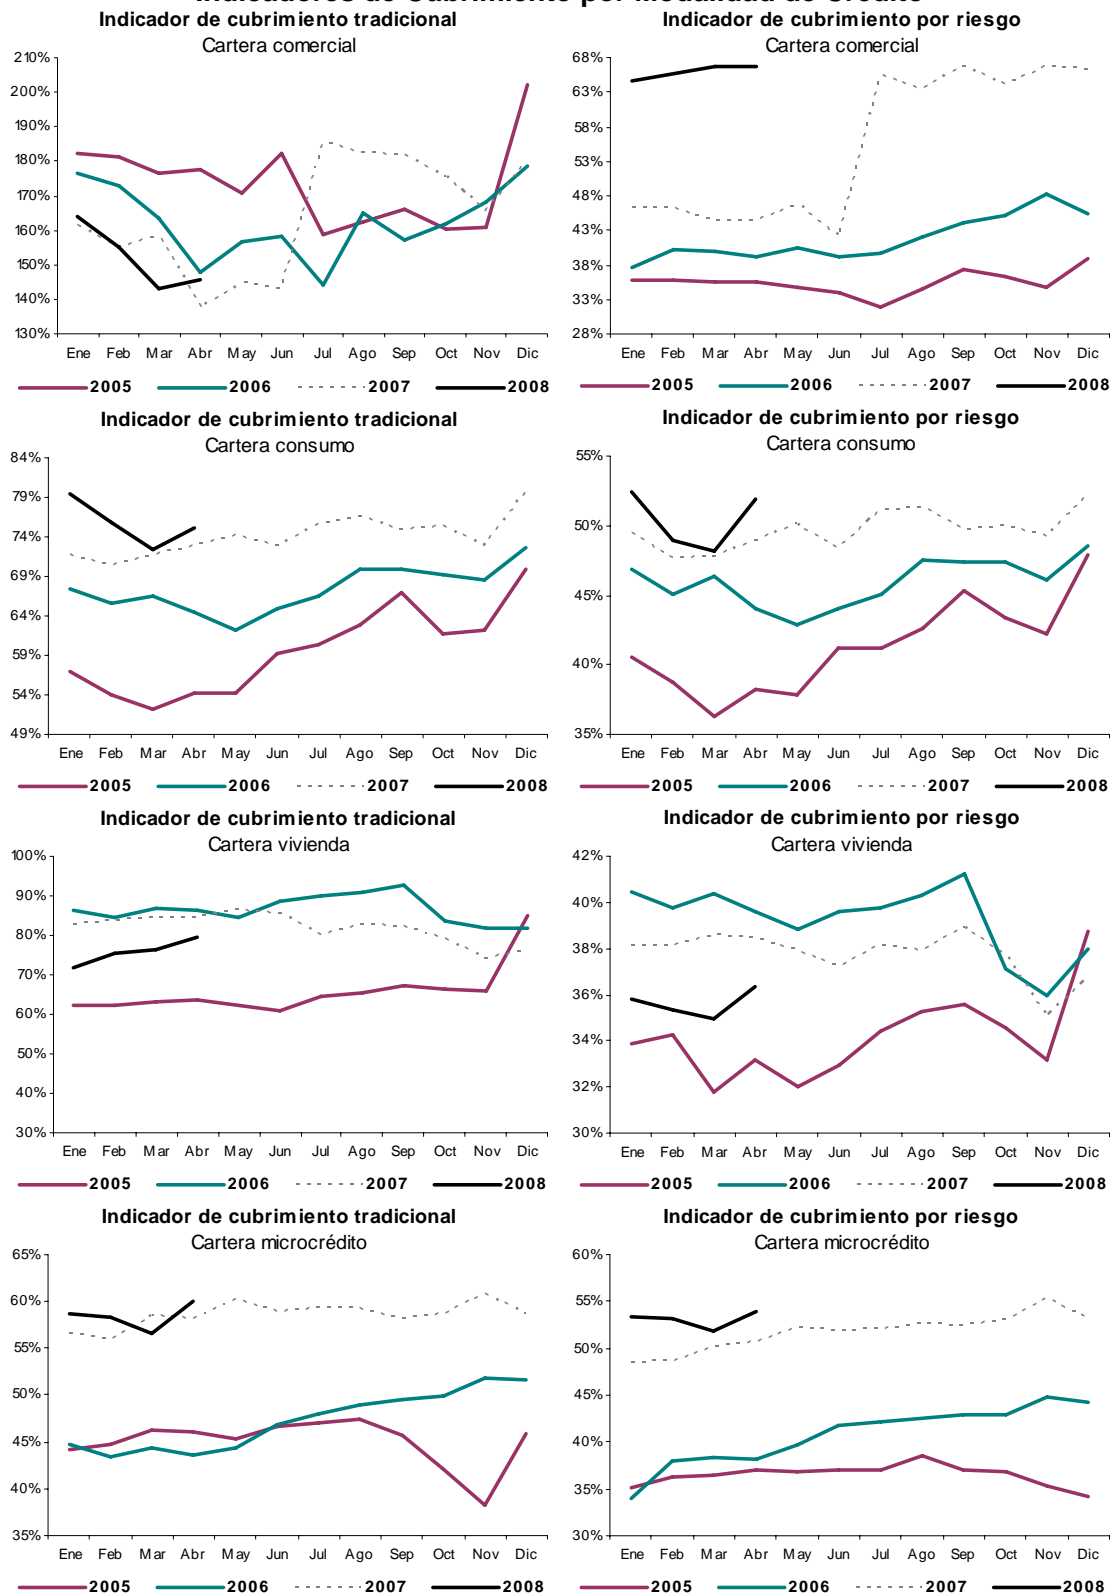 Indicadores de Cubrimiento por Modalidad de Crédito
Indicador de cubrimiento tradicional
Cartera comercial
210%
200%
190%
180%
170%
160%
150%
140%
130%
Ene Feb Mar Abr May Jun Jul Ago Sep Oct Nov Dic
2005 2006 2007 2008
Indicador de cubrimiento por riesgo
Cartera comercial
68%
63%
58%
53%
48%
43%
38%
33%
28%
Ene Feb Mar Abr May Jun Jul Ago Sep Oct Nov Dic
2005 2006 2007 2008
Indicador de cubrimiento tradicional
Cartera consumo
84%
79%
74%
69%
64%
59%
54%
49%
Ene Feb Mar Abr May Jun Jul Ago Sep Oct Nov Dic
2005 2006 2007 2008
Indicador de cubrimiento por riesgo
Cartera consumo
55%
50%
45%
40%
35%
Ene Feb Mar Abr May Jun Jul Ago Sep Oct Nov Dic
2005 2006 2007 2008
Indicador de cubrimiento tradicional
Cartera vivienda
100%
90%
80%
70%
60%
50%
40%
30%
Ene Feb Mar Abr May Jun Jul Ago Sep Oct Nov Dic
2005 2006 2007 2008
Indicador de cubrimiento por riesgo
Cartera vivienda
42%
40%
38%
36%
34%
32%
30%
Ene Feb Mar Abr May Jun Jul Ago Sep Oct Nov Dic
2005 2006 2007 2008
Indicador de cubrimiento tradicional
Cartera microcrédito
65%
60%
55%
50%
45%
40%
35%
Ene Feb Mar Abr May Jun Jul Ago Sep Oct Nov Dic
2005 2006 2007 2008
Indicador de cubrimiento por riesgo
Cartera microcrédito
60%
55%
50%
45%
40%
35%
30%
Ene Feb Mar Abr May Jun Jul Ago Sep Oct Nov Dic
2005 2006 2007 2008